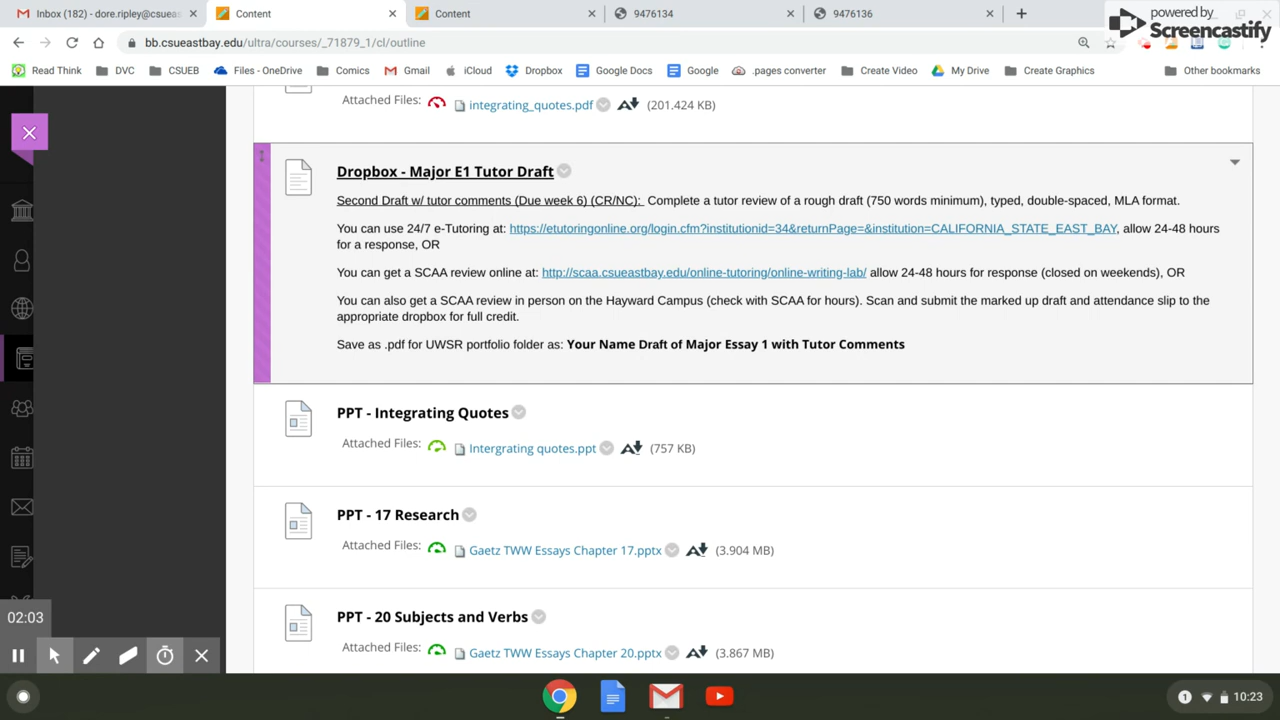 Inbox (182) - dore.ripley@csueas
Content
Content
9476134
9476136
powered by
Screencastify
bb.csueastbay.edu/ultra/courses/_71879_1/cl/outline
Read Think
DVC
CSUEB
Files - OneDrive
Comics
Gmail
iCloud
Dropbox
Google Docs
Google
.pages converter
Create Video
My Drive
Create Graphics
Other bookmarks
Attached Files: integrating_quotes.pdf (201.424 KB)
Dropbox - Major E1 Tutor Draft
Second Draft w/ tutor comments (Due week 6) (CR/NC): Complete a tutor review of a rough draft (750 words minimum), typed, double-spaced, MLA format.
You can use 24/7 e-Tutoring at: https://etutoringonline.org/login.cfm?institutionid=34&returnPage=&institution=CALIFORNIA_STATE_EAST_BAY, allow 24-48 hours
for a response, OR
You can get a SCAA review online at: http://scaa.csueastbay.edu/online-tutoring/online-writing-lab/ allow 24-48 hours for response (closed on weekends), OR
You can also get a SCAA review in person on the Hayward Campus (check with SCAA for hours). Scan and submit the marked up draft and attendance slip to the
appropriate dropbox for full credit.
Save as .pdf for UWSR portfolio folder as: Your Name Draft of Major Essay 1 with Tutor Comments
PPT - Integrating Quotes
Attached Files: Intergrating quotes.ppt (757 KB)
PPT - 17 Research
Attached Files: Gaetz TWW Essays Chapter 17.pptx (3.904 MB)
PPT - 20 Subjects and Verbs
Attached Files: Gaetz TWW Essays Chapter 20.pptx (3.867 MB)
02:03
1
10:23